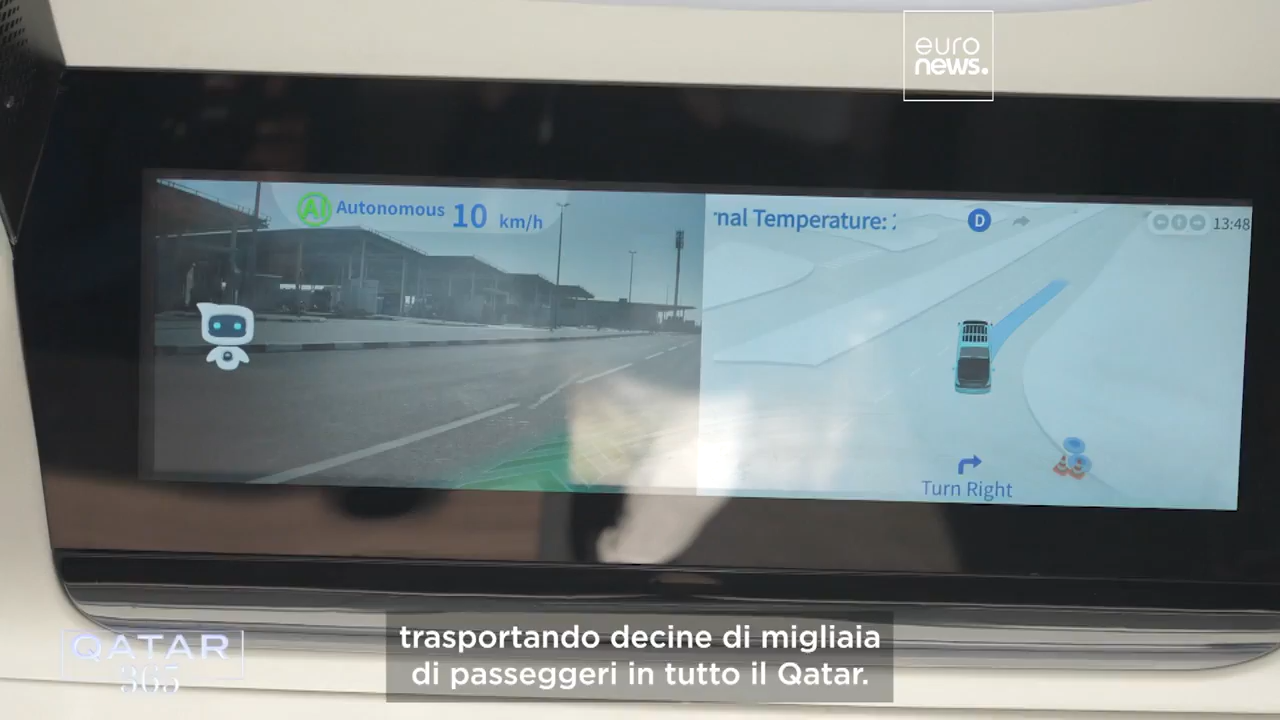 euro
news.
Autonomous 10 km/h
nal Temperature:
D
13:48
Turn Right
QATAR
365
trasportando decine di migliaia
di passeggeri in tutto il Qatar.